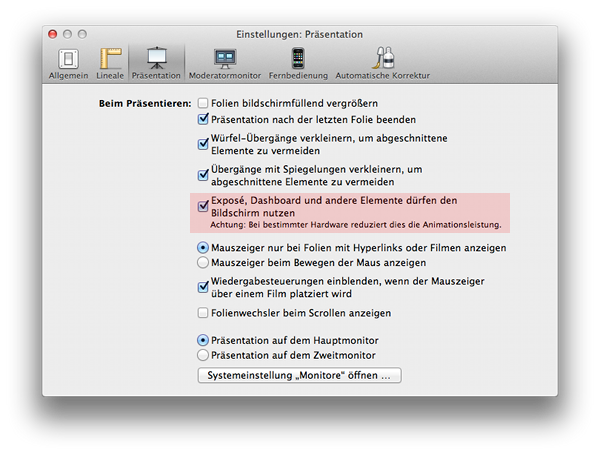 Einstellungen: Präsentation
Allgemein Lineale Präsentation Moderatormonitor Fernbedienung Automatische Korrektur
Beim Präsentieren: Folien bildschirmfüllend vergrößern
Präsentation nach der letzten Folie beenden
Würfel-Übergänge verkleinern, um abgeschnittene
Elemente zu vermeiden
Übergänge mit Spiegelungen verkleinern, um
abgeschnittene Elemente zu vermeiden
Exposé, Dashboard und andere Elemente dürfen den
Bildschirm nutzen
Achtung: Bei bestimmter Hardware reduziert dies die Animationsleistung.
Mauszeiger nur bei Folien mit Hyperlinks oder Filmen anzeigen
Mauszeiger beim Bewegen der Maus anzeigen
Wiedergabesteuerungen einblenden, wenn der Mauszeiger
über einem Film platziert wird
Folienwechsler beim Scrollen anzeigen
Präsentation auf dem Hauptmonitor
Präsentation auf dem Zweitmonitor
Systemeinstellung „Monitore“ öffnen ...